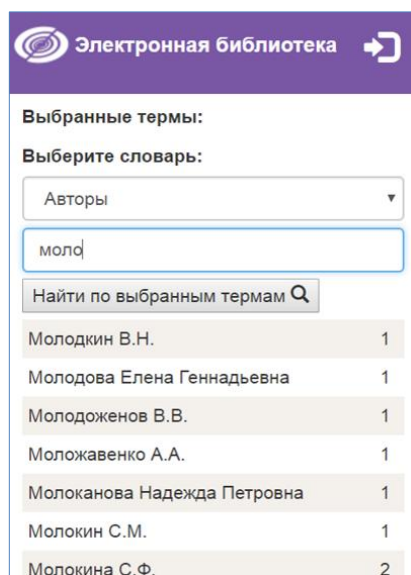 Электронная библиотека
Выбранные термы:
Выберите словарь:
Авторы
моло
Найти по выбранным термам
Молодкин В.Н. 1
Молодова Елена Геннадьевна 1
Молодоженов В.В. 1
Моложавенко А.А. 1
Молоканова Надежда Петровна 1
Молокин С.М. 1
Молокина С.Ф. 2